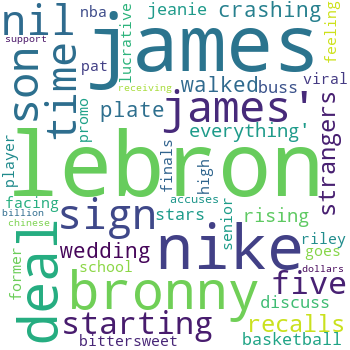 nil
james
nba
jeanie
crashing
lucrative
feeling
son
time
pat
walked
buss
viral
plate
james'
strangers
promo
everything'
support
receiving
player
finals
lebron
high
accuses
billion
chinese
facing
sign
stars
senior
rising
deal
nike
five
wedding
recalls
riley
goes
former
school
bronny
discuss
dollars
starting
bittersweet
basketball